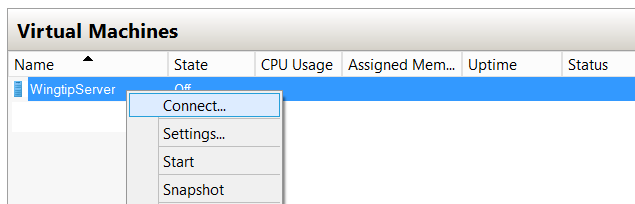 Virtual Machines
Name State CPU Usage Assigned Mem... Uptime Status
WingtipServer Off
Connect...
Settings...
Start
Snapshot